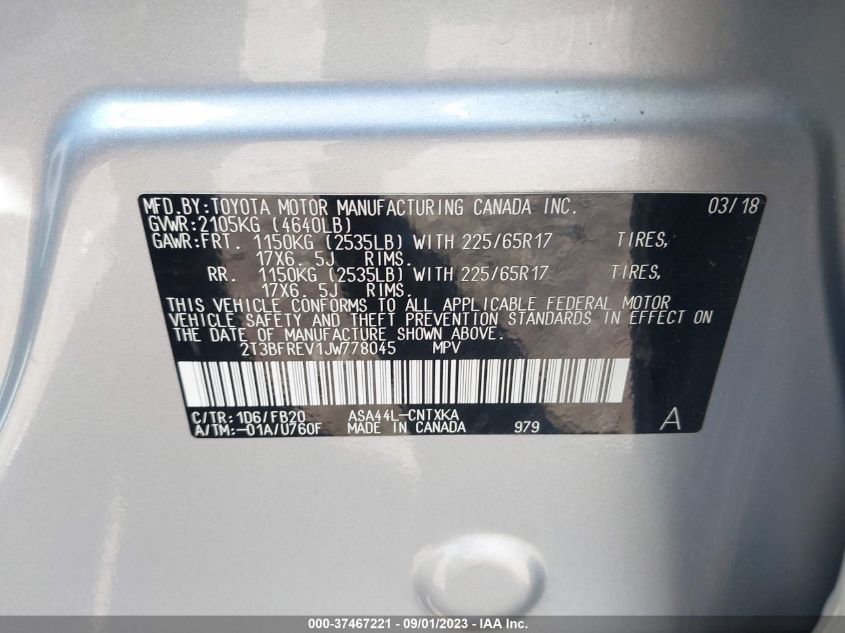 MFD.BY:TOYOTA MOTOR MANUFACTURING CANADA INC. 03/18
GVWR:2105KG (4640LB)
GAWR:FRT. 1150KG (2535LB) WITH 225/65R17 TIRES,
17X6. 5J RIMS.
RR. 1150KG (2535LB) WITH 225/65R17 TIRES,
17X6. 5J RIMS.
THIS VEHICLE CONFORMS TO ALL APPLICABLE FEDERAL MOTOR
VEHICLE SAFETY AND THEFT PREVENTION STANDARDS IN EFFECT ON
THE DATE OF MANUFACTURE SHOWN ABOVE.
2T3BFREV1JW778045 MPV
C/TR:1D6/FB20 ASA44L-CNTXKA
A/TM:-01A/U760F MADE IN CANADA 979 A
000-37467221 - 09/01/2023 - IAA Inc.